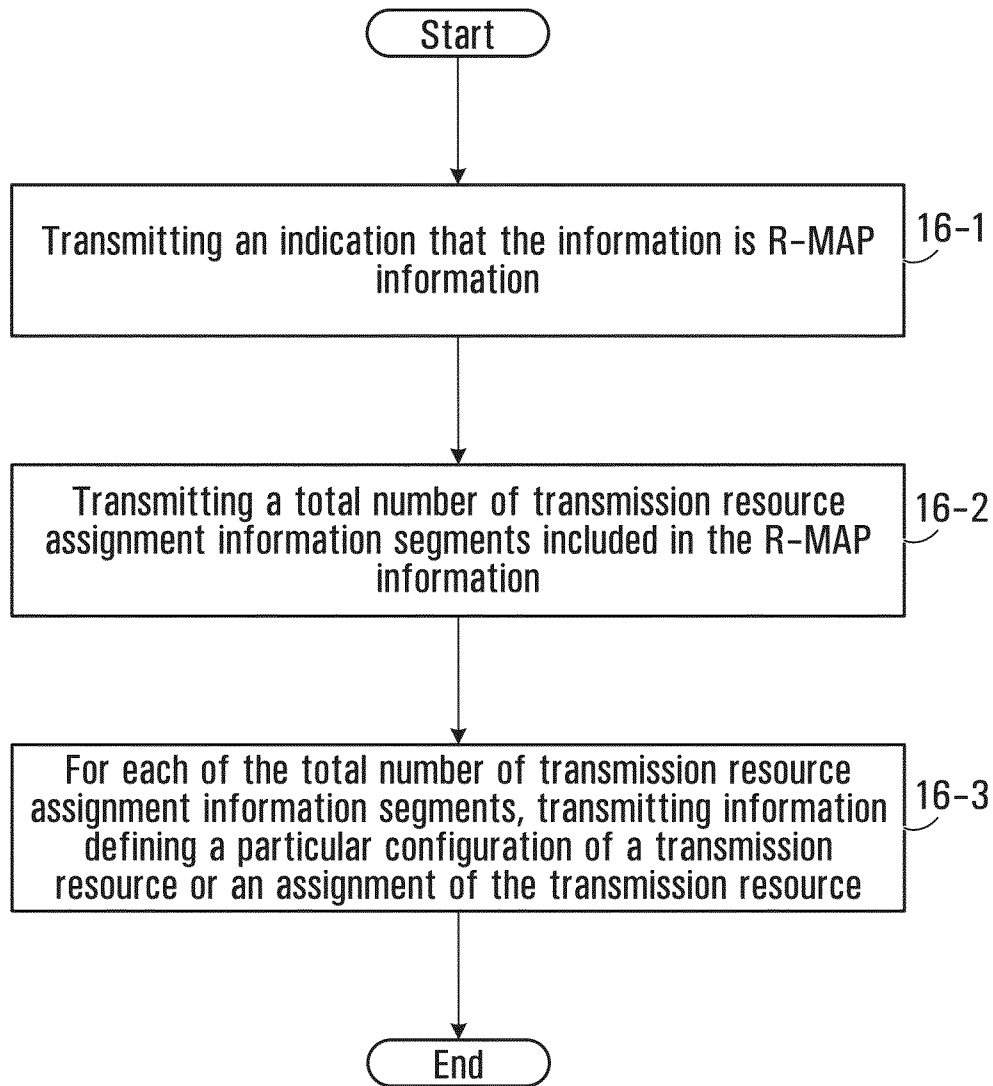 Start
Transmitting an indication that the information is R-MAP
information
16-1
Transmitting a total number of transmission resource
assignment information segments included in the R-MAP
information
16-2
For each of the total number of transmission resource
assignment information segments, transmitting information
defining a particular configuration of a transmission
resource or an assignment of the transmission resource
16-3
End